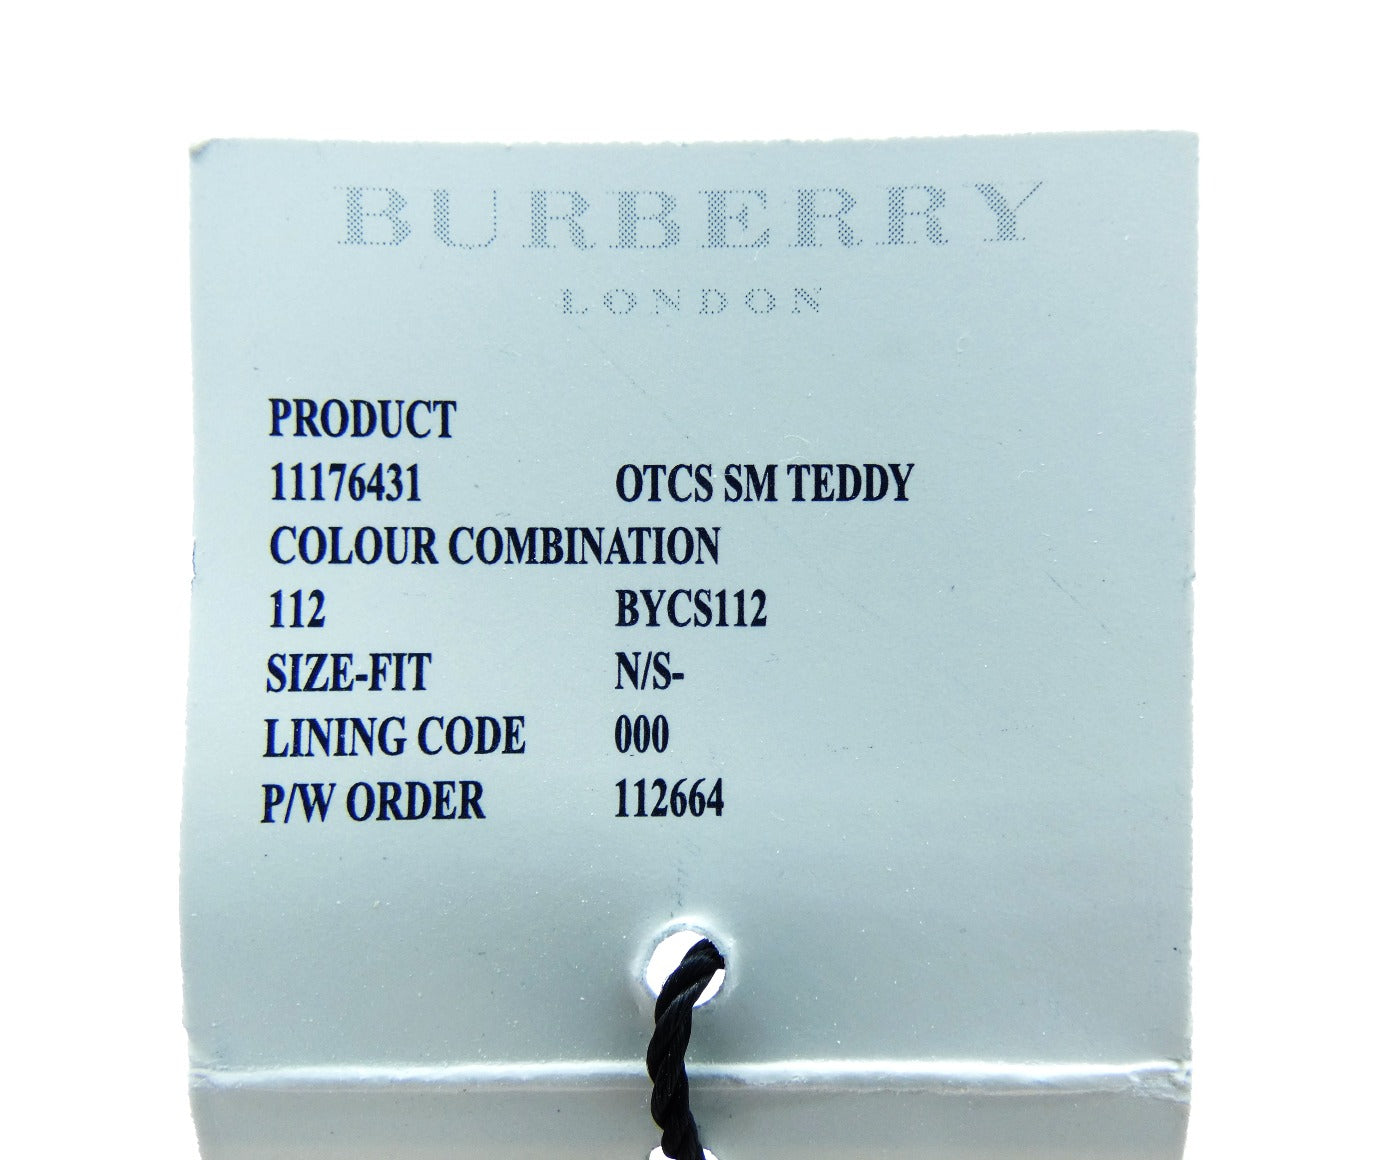 BURBERRY
LONDON
PRODUCT
11176431 OTCS SM TEDDY
COLOUR COMBINATION
112 BYCS112
SIZE-FIT N/S-
LINING CODE 000
P/W ORDER 112664